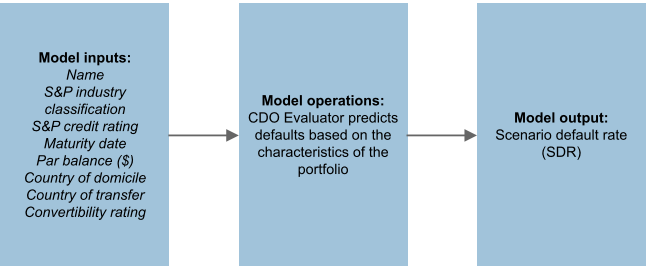 Model inputs:
Name
S&P industry
classification
S&P credit rating
Maturity date
Par balance ($)
Country of domicile
Country of transfer
Convertibility rating
Model operations:
CDO Evaluator predicts
defaults based on the
characteristics of the
portfolio
Model output:
Scenario default rate
(SDR)